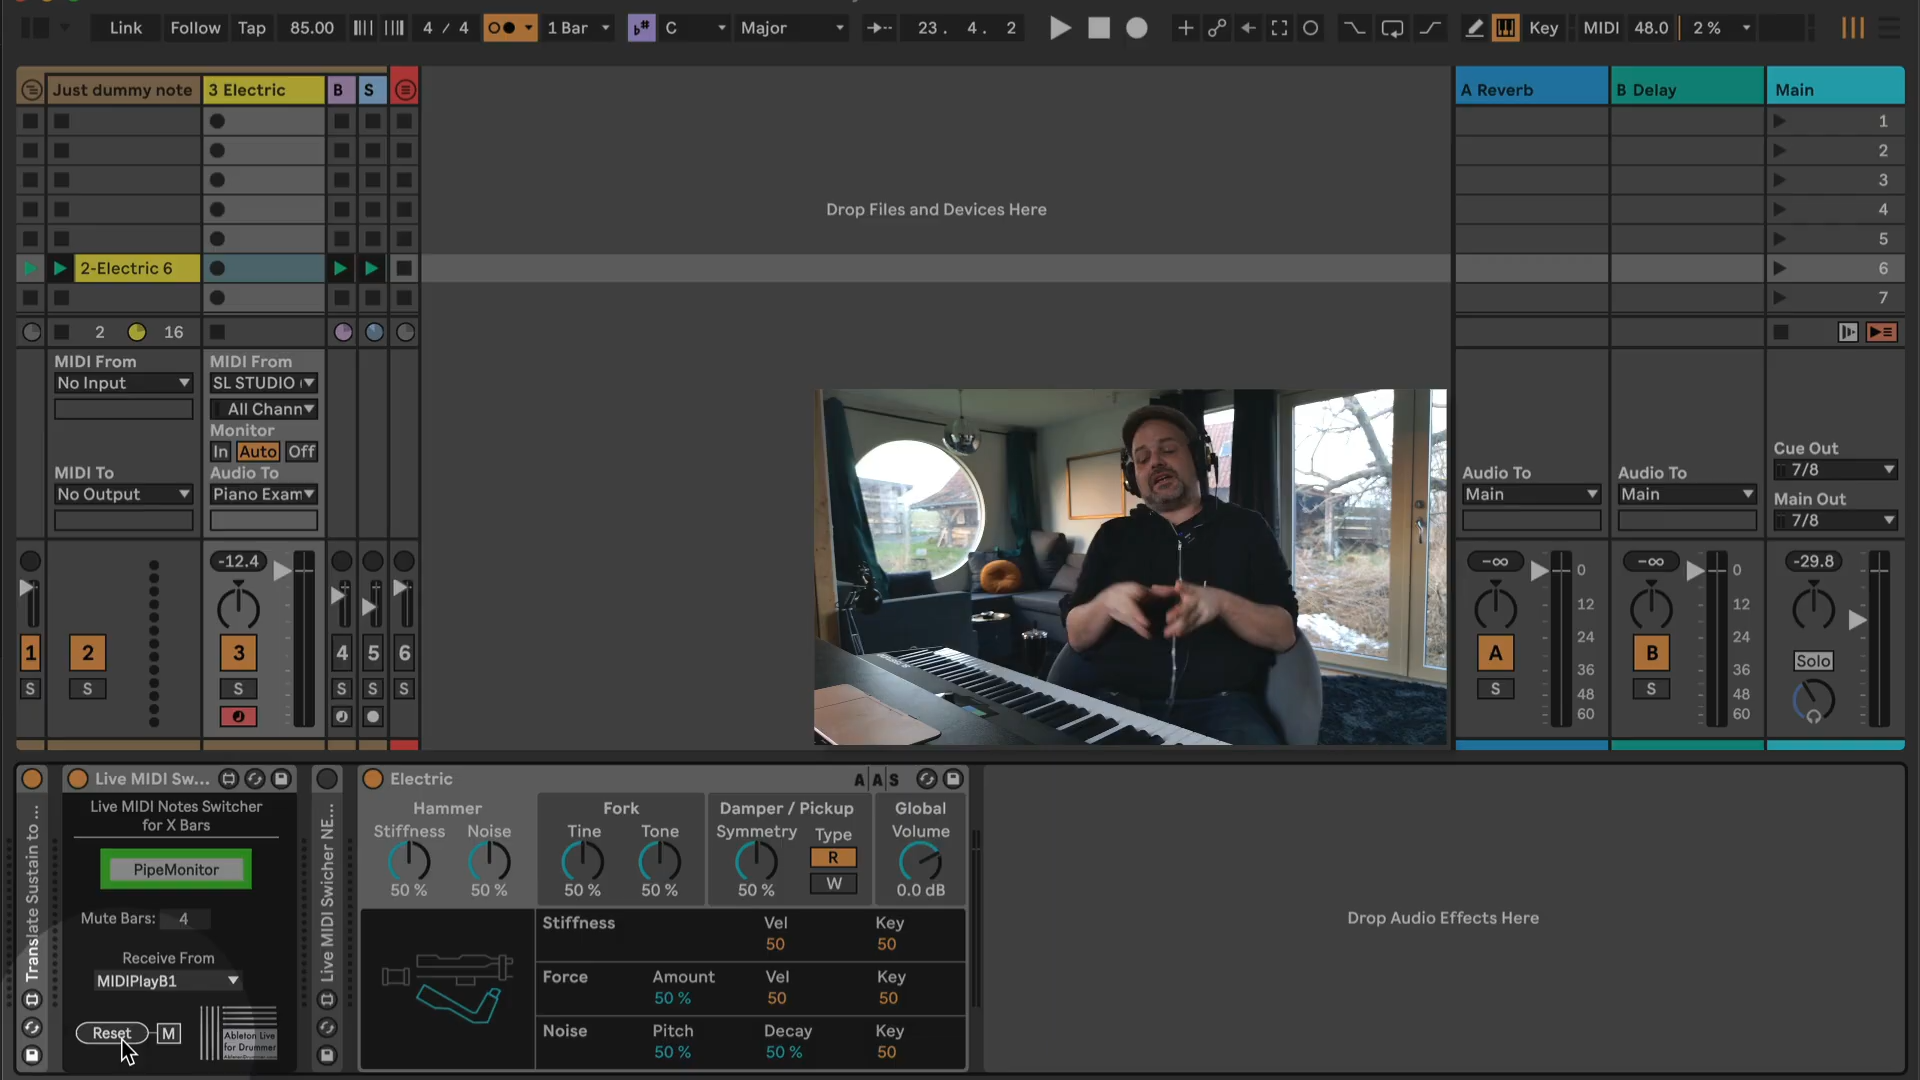 Link Follow Tap 85.00 4 / 4 1 Bar C Major 23. 4. 2 Key MIDI 48.0 2 %
Just dummy note 3 Electric B S A Reverb B Delay Main
1
2
3
Drop Files and Devices Here 4
5
2-Electric 6 6
7
2 16
MIDI From MIDI From
No Input SL STUDIO
All Chann
Monitor
In Auto Off
MIDI To Audio To
No Output Piano Exam
Audio To Audio To
Main Main
Cue Out
7/8
Main Out
7/8
-12.4 -∞ 0 -∞ 0 -29.8
12 12
24 24
36 36
48 48
60 60
1 2 3 4 5 6 A B Solo
S S S S S S S S
Translate Sustain to ...
Live MIDI Sw...
Live MIDI Notes Switcher
for X Bars
PipeMonitor
Mute Bars: 4
Receive From
MIDIPlayB1
Reset M
Ableton Live
for Drummer
Live MIDI Swicher NE...
Electric A A S
Hammer Fork Damper / Pickup Global
Stiffness Noise Tine Tone Symmetry Type Volume
R
W
50 % 50 % 50 % 50 % 50 % 0.0 dB
Stiffness Vel Key
50 50
Force Amount Vel Key
50 % 50 50
Noise Pitch Decay Key
50 % 50 % 50
Drop Audio Effects Here